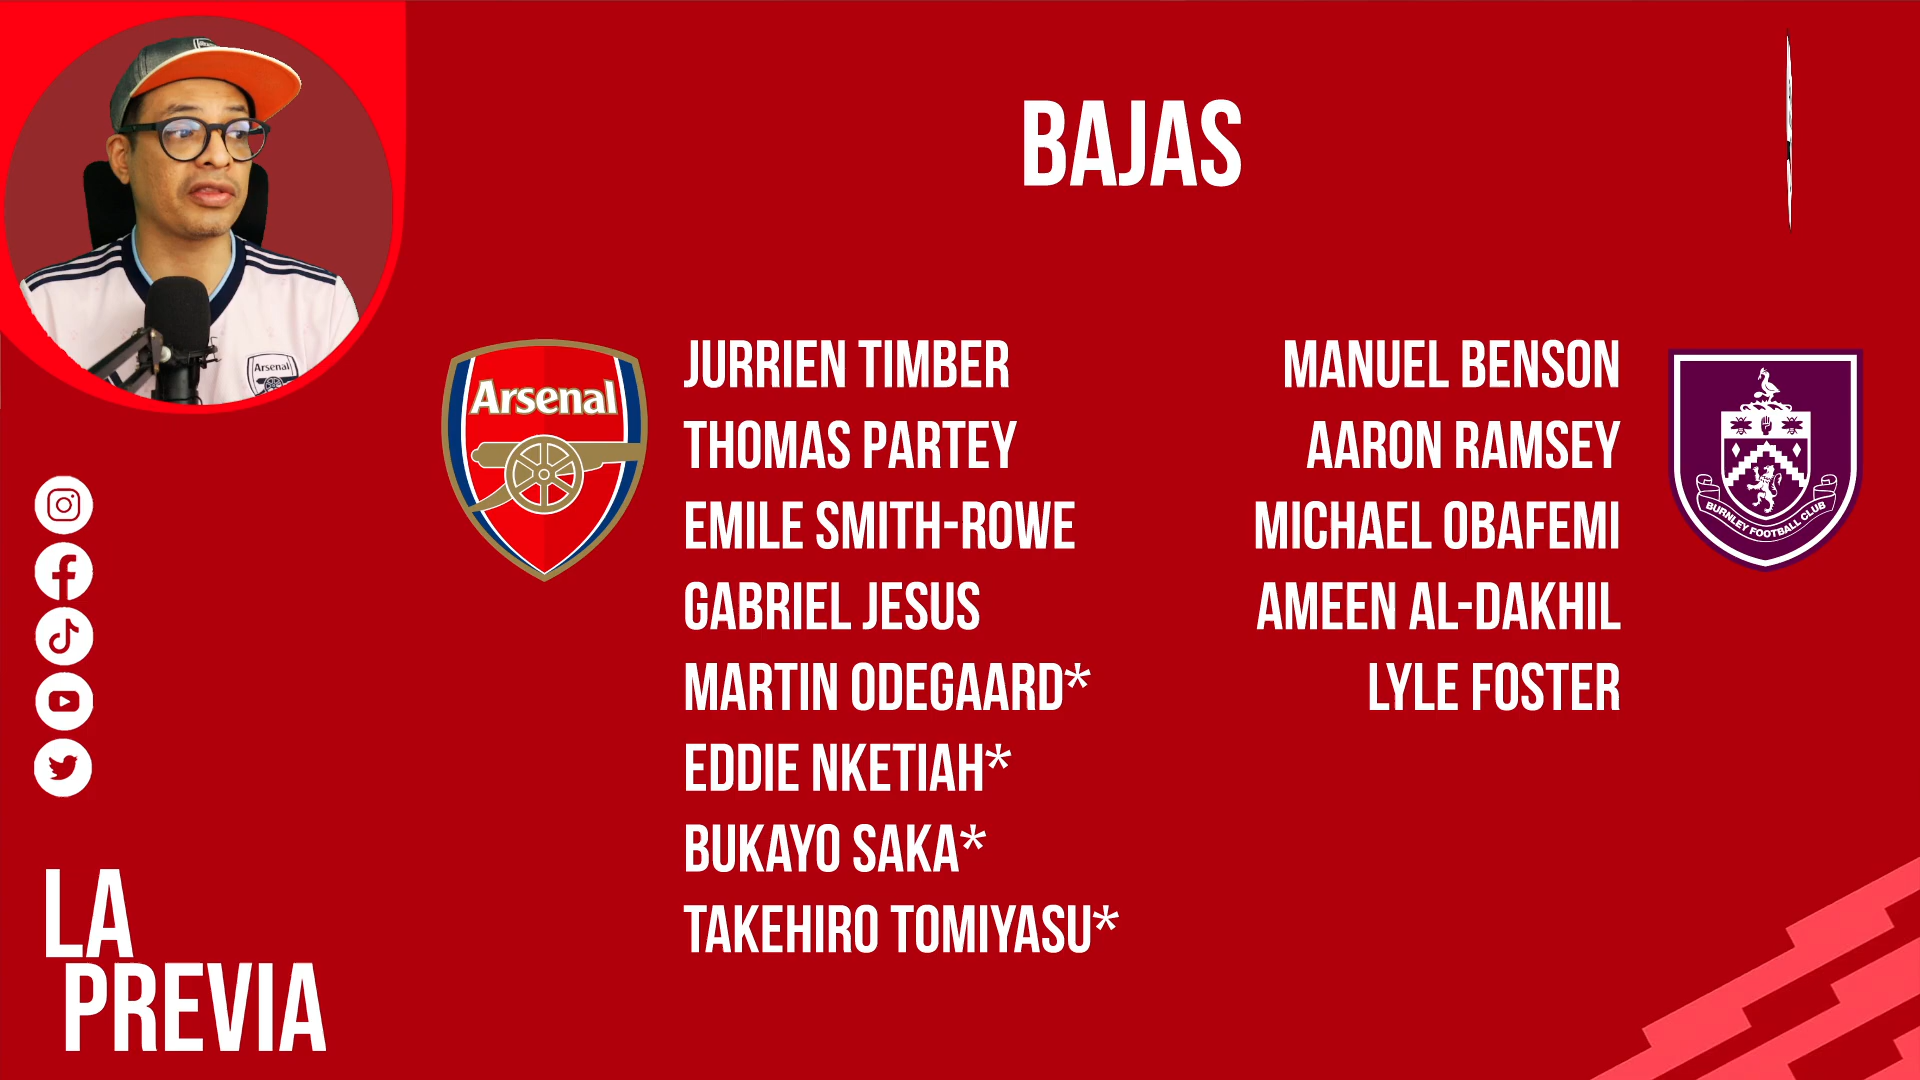 BAJAS
Arsenal
JURRIEN TIMBER
THOMAS PARTEY
EMILE SMITH-ROWE
GABRIEL JESUS
MARTIN ODEGAARD*
EDDIE NKETIAH*
BUKAYO SAKA*
TAKEHIRO TOMIYASU*
MANUEL BENSON
AARON RAMSEY
MICHAEL OBAFEMI
AMEEN AL-DAKHIL
LYLE FOSTER
BURNLEY FOOTBALL CLUB
Arsenal
LA
PREVIA